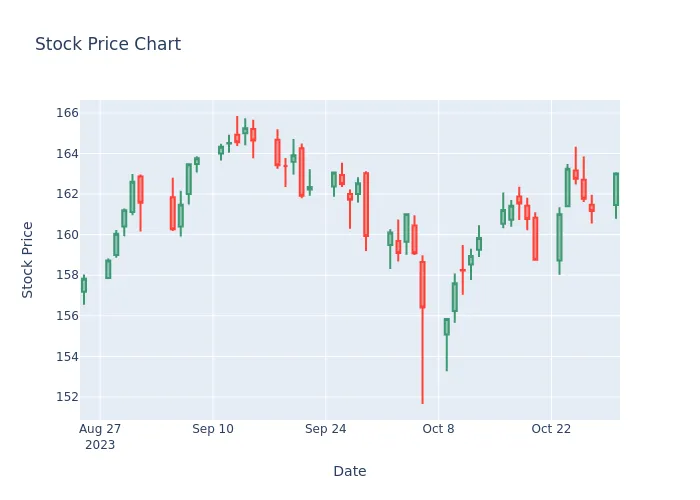 Stock Price Chart
166
164
162
160
158
156
154
152
Stock Price
Aug 27
2023
Sep 10
Sep 24
Oct 8
Oct 22
Date